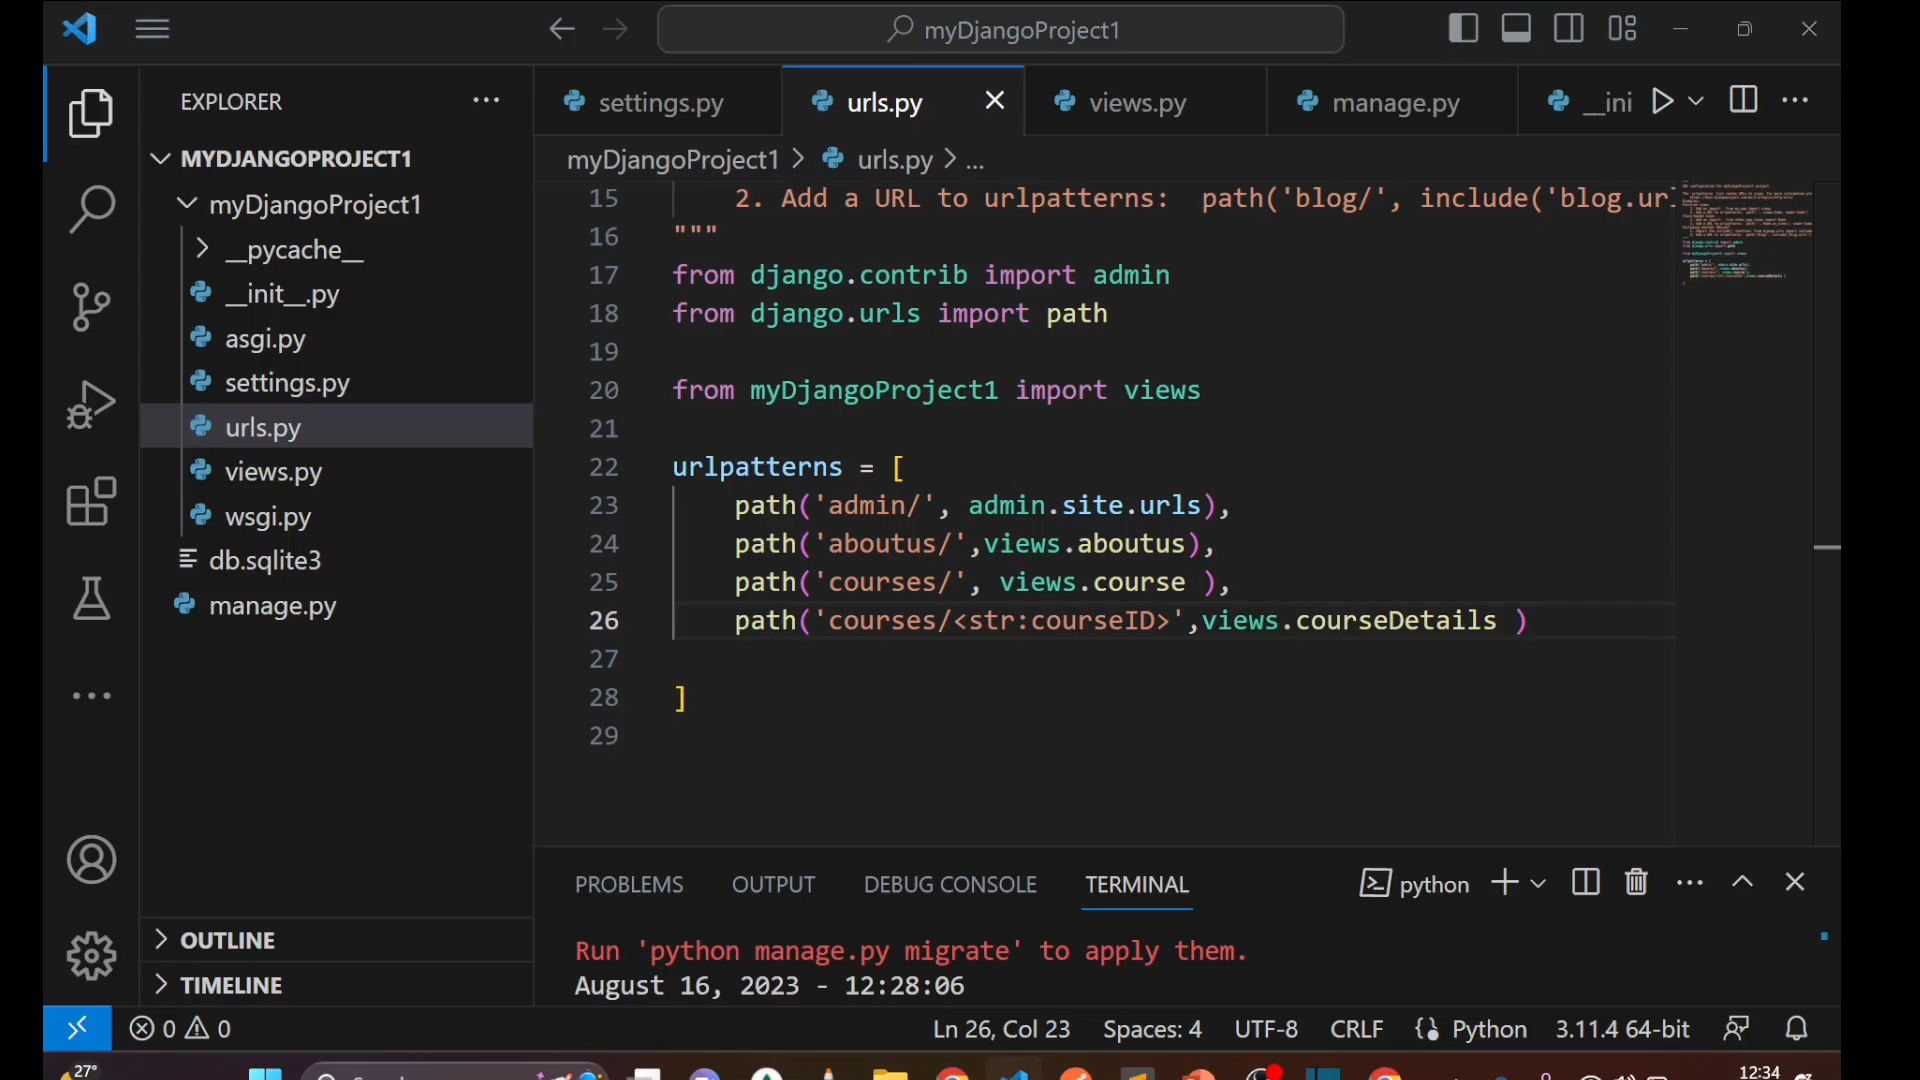 myDjangoProject1
EXPLORER
settings.py
urls.py
views.py
manage.py
__ini
MYDJANGOPROJECT1
myDjangoProject1
__pycache__
__init__.py
asgi.py
settings.py
urls.py
views.py
wsgi.py
db.sqlite3
manage.py
OUTLINE
TIMELINE
myDjangoProject1 > urls.py > ...
15 2. Add a URL to urlpatterns:  path('blog/', include('blog.ur
16 """
17 from django.contrib import admin
18 from django.urls import path
19
20 from myDjangoProject1 import views
21
22 urlpatterns = [
23     path('admin/', admin.site.urls),
24     path('aboutus/',views.aboutus),
25     path('courses/', views.course ),
26     path('courses/<str:courseID>',views.courseDetails )
27
28 ]
29
PROBLEMS
OUTPUT
DEBUG CONSOLE
TERMINAL
python
Run 'python manage.py migrate' to apply them.
August 16, 2023 - 12:28:06
0 0
Ln 26, Col 23
Spaces: 4
UTF-8
CRLF
Python
3.11.4 64-bit
27°
12:34